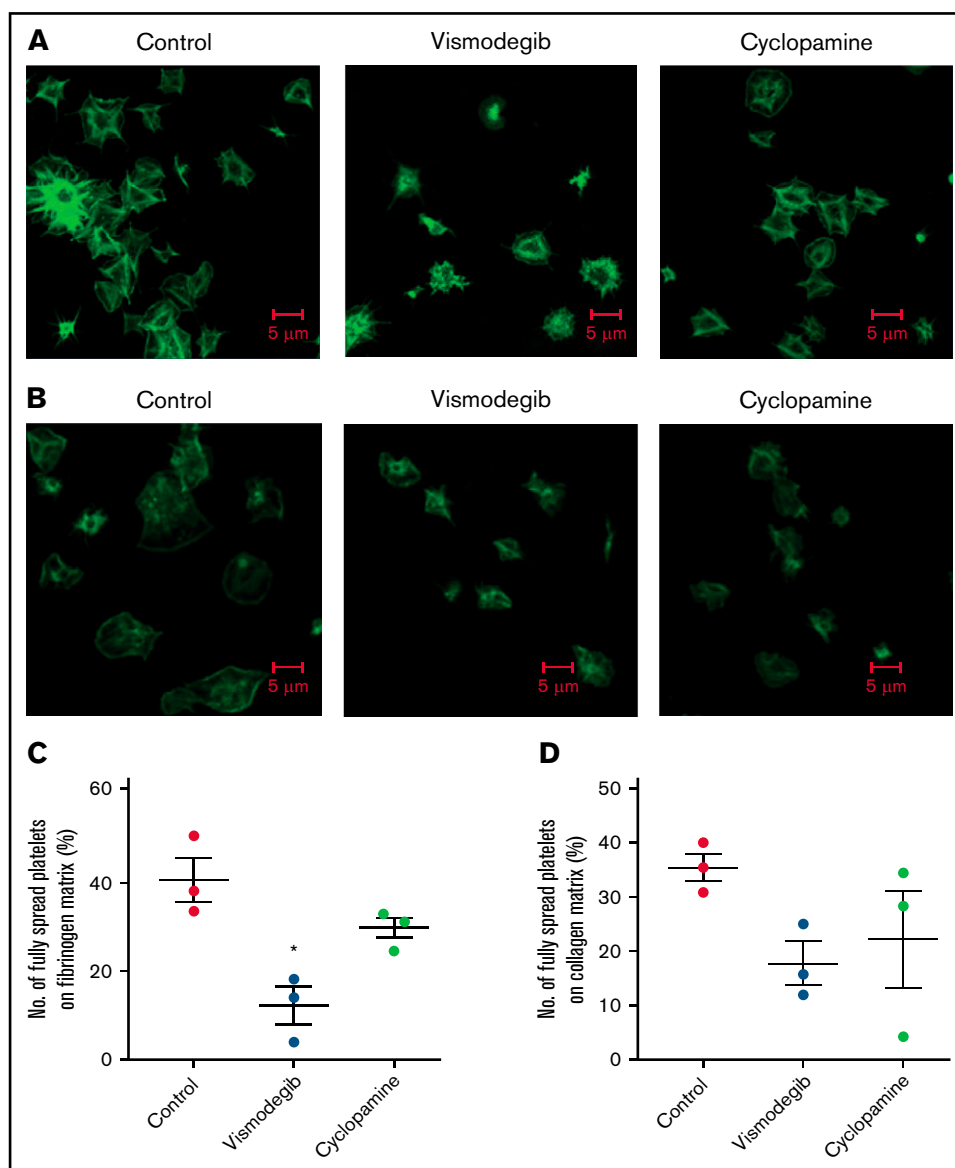 A
Control
Vismodegib
Cyclopamine
5 μm
5 μm
5 μm
B
Control
Vismodegib
Cyclopamine
5 μm
5 μm
5 μm
C
No. of fully spread platelets
on fibrinogen matrix (%)
60
40
20
0
*
Control
Vismodegib
Cyclopamine
D
No. of fully spread platelets
on collagen matrix (%)
50
40
30
20
10
0
Control
Vismodegib
Cyclopamine